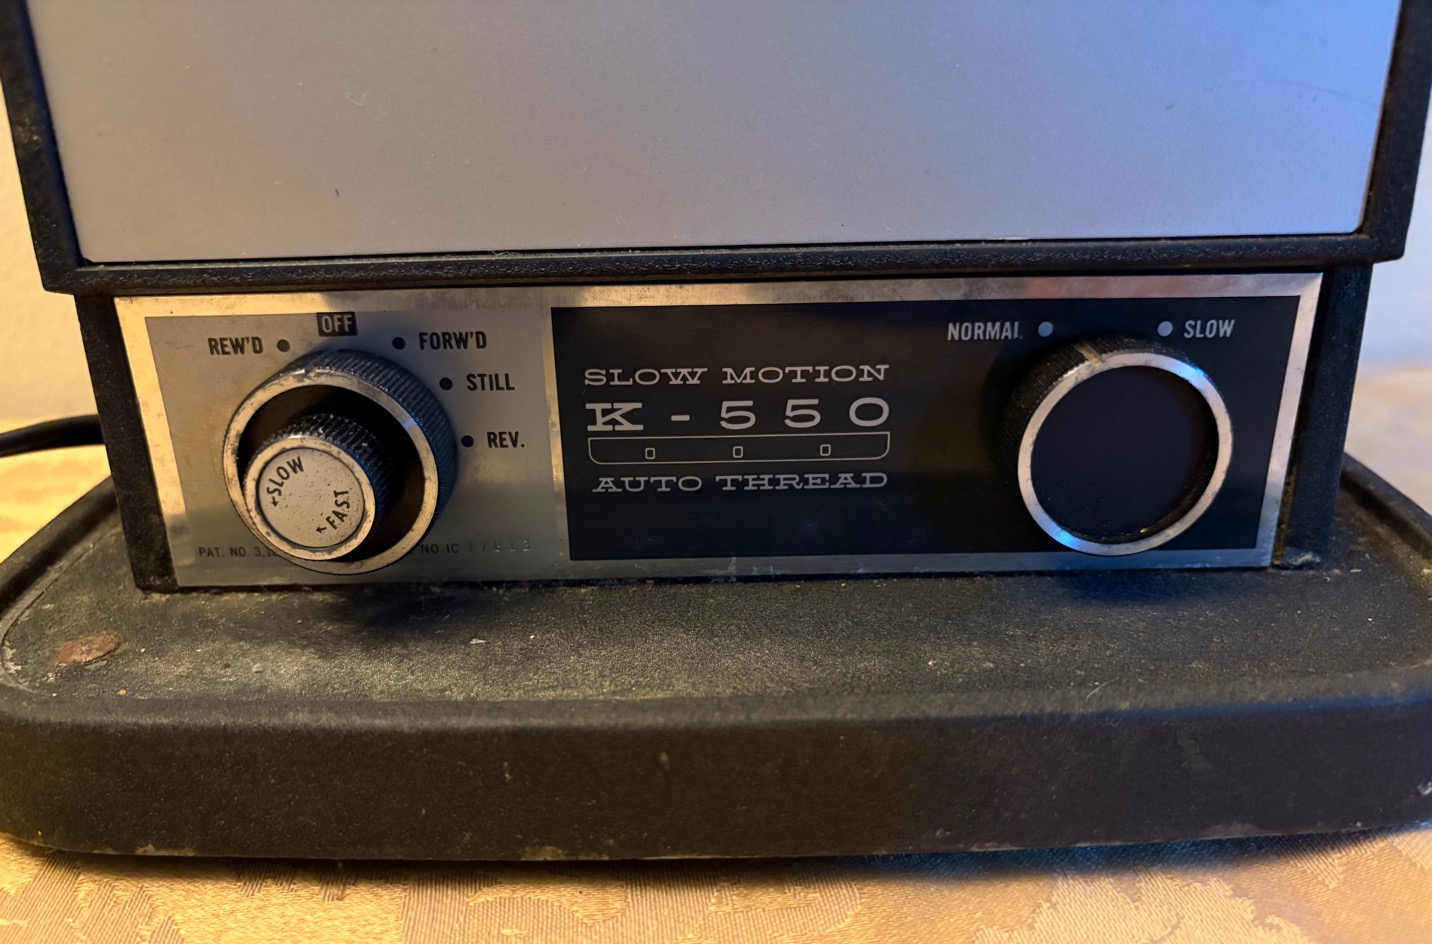 OFF
REW'D
FORW'D
STILL
REV.
SLOW
FAST
PAT. NO. 3,
NO. IC 17813
SLOW MOTION
K-550
AUTO THREAD
NORMAL
SLOW